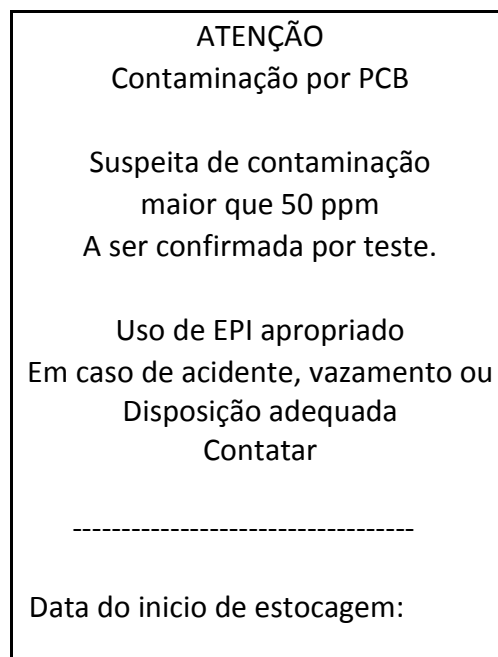 ATENÇÃO
Contaminação por PCB
Suspeita de contaminação
maior que 50 ppm
A ser confirmada por teste.
Uso de EPI apropriado
Em caso de acidente, vazamento ou
Disposição adequada
Contatar
-----------------------------------
Data do inicio de estocagem: